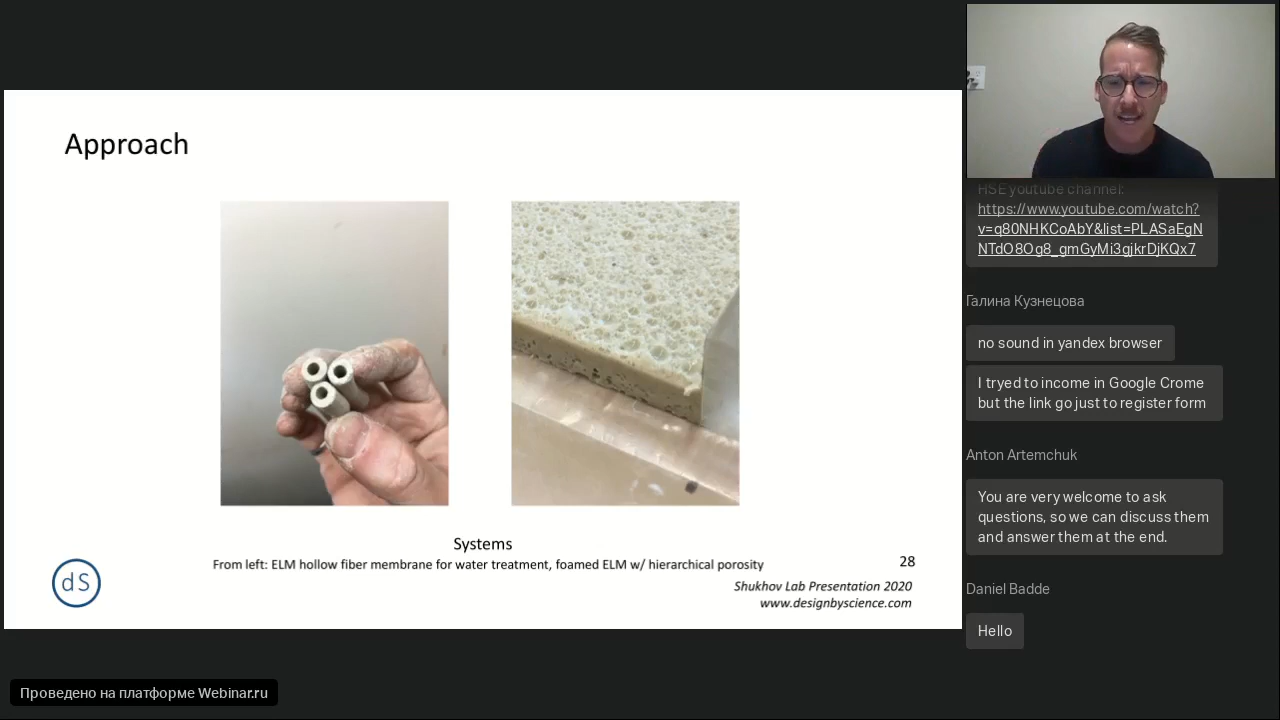 Approach
Systems
From left: ELM hollow fiber membrane for water treatment, foamed ELM w/ hierarchical porosity
28
dS
Shukhov Lab Presentation 2020
www.designbyscience.com
HSE youtube channel:
https://www.youtube.com/watch?
v=q80NHKCoAbY&list=PLASaEgN
NTdO8Og8_gmGyMi3gjkrDjKQx7
Галина Кузнецова
no sound in yandex browser
I tryed to income in Google Crome
but the link go just to register form
Anton Artemchuk
You are very welcome to ask
questions, so we can discuss them
and answer them at the end.
Daniel Badde
Hello
Проведено на платформе Webinar.ru